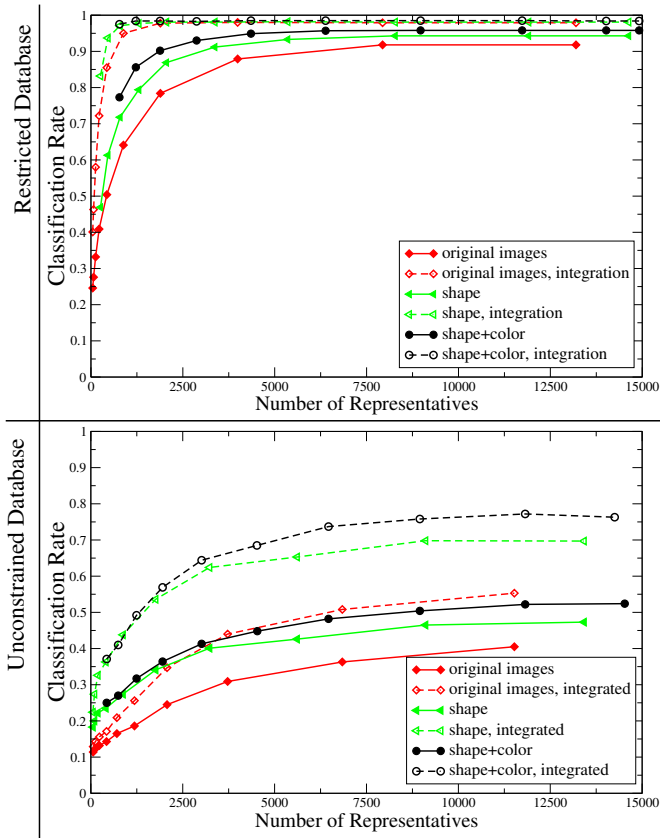 Restricted Database
Classification Rate
1
0.9
0.8
0.7
0.6
0.5
0.4
0.3
0.2
0.1
0
original images
original images, integration
shape
shape, integration
shape+color
shape+color, integration
0
2500
5000
7500
10000
12500
15000
Number of Representatives
Unconstrained Database
Classification Rate
1
0.9
0.8
0.7
0.6
0.5
0.4
0.3
0.2
0.1
0
original images
original images, integrated
shape
shape, integrated
shape+color
shape+color, integrated
0
2500
5000
7500
10000
12500
15000
Number of Representatives